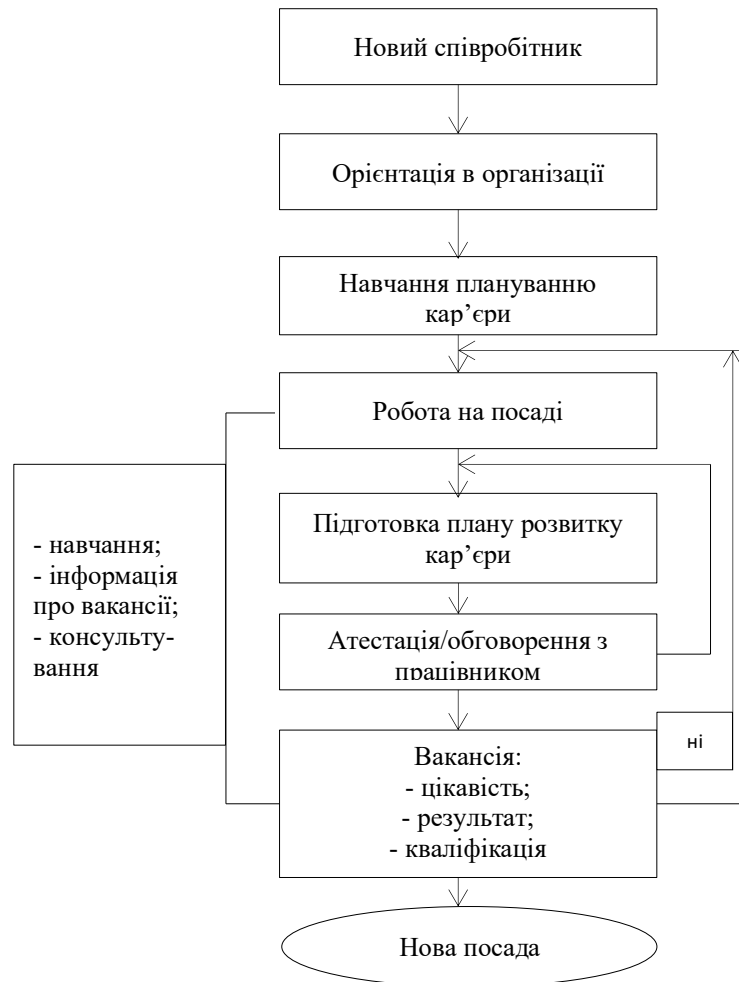 Новий співробітник
Орієнтація в організації
Навчання плануванню
кар’єри
Робота на посаді
- навчання;
- інформація
про вакансії;
- консульту-
вання
Підготовка плану розвитку
кар’єри
Атестація/обговорення з
працівником
ні
Вакансія:
- цікавість;
- результат;
- кваліфікація
Нова посада